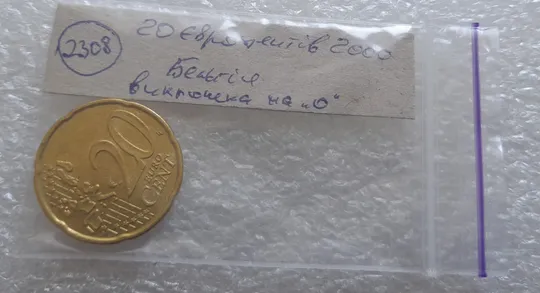 2308
20 Євроцентів 2000
Бельгія
викрошка на „0"
20
EURO
CENT